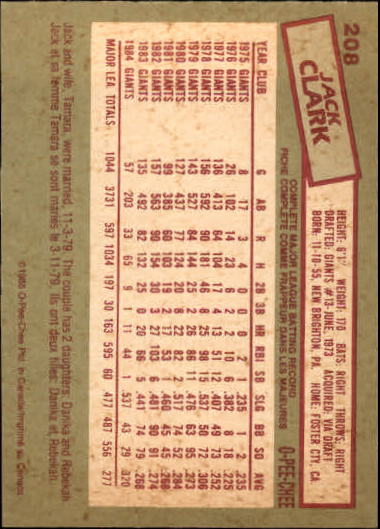 208
JACK
CLARK
HEIGHT: 6'1" WEIGHT: 170 BATS: RIGHT THROWS: RIGHT
DRAFTED: GIANTS #13-JUNE, 1973 ACQUIRED: VIA DRAFT
BORN: 11-10-55 NEW BRIGHTON, PA. HOME: FOSTER CITY, CA.
COMPLETE MAJOR LEAGUE BATTING RECORD
FICHE COMPLETE COMME FRAPPEUR DANS LES MAJEURES
O-PEE-CHEE
YEAR CLUB G AB R H 2B 3B HR RBI SB SLG BB SO AVG
1975 GIANTS 8 17 3 4 0 0 0 2 1 .235 1 2 .235
1976 GIANTS 26 102 14 23 6 2 2 10 6 .382 8 18 .225
1977 GIANTS 136 413 64 104 17 4 13 51 12 .407 49 73 .252
1978 GIANTS 156 592 90 181 46 8 25 98 15 .537 50 72 .306
1979 GIANTS 143 527 84 144 25 2 26 86 11 .476 63 95 .273
1980 GIANTS 127 437 77 124 20 8 22 82 2 .517 74 52 .284
1981 GIANTS 99 385 60 103 19 2 17 53 1 .460 45 45 .268
1982 GIANTS 157 563 90 154 30 3 27 103 6 .481 90 91 .274
1983 GIANTS 135 492 82 132 25 0 20 66 5 .441 74 79 .268
1984 GIANTS 57 203 33 65 9 1 11 44 1 .537 43 29 .320
MAJOR LEA. TOTALS 1044 3731 597 1034 197 30 163 595 60 .477 487 556 .277
Jack and wife, Tamara, were married, 11-3-79. The couple has 2 daughters: Danika and Rebekah.
Jack et sa femme Tamara se sont mariés le 3-11-79. Ils ont deux filles: Danika et Rebekah.
©1985 O-Pee-Chee Ptd. in Canada/Imprimé au Canada